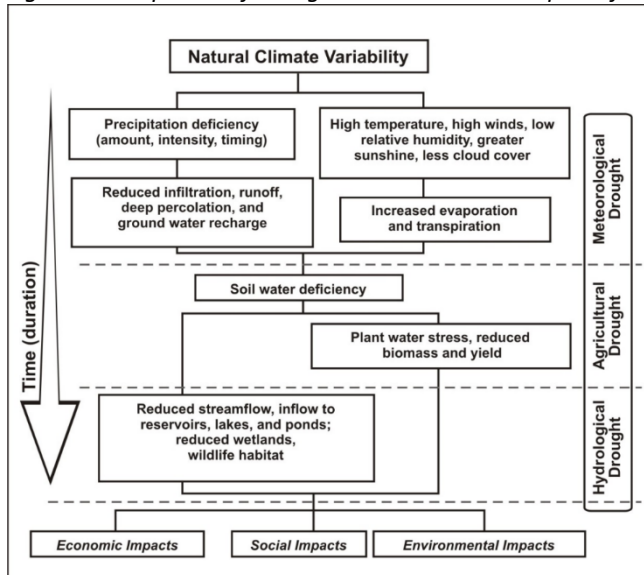 Natural Climate Variability
Precipitation deficiency
(amount, intensity, timing)
High temperature, high winds, low
relative humidity, greater
sunshine, less cloud cover
Reduced infiltration, runoff,
deep percolation, and
ground water recharge
Increased evaporation
and transpiration
Meteorological
Drought
Soil water deficiency
Plant water stress, reduced
biomass and yield
Agricultural
Drought
Time (duration)
Reduced streamflow, inflow to
reservoirs, lakes, and ponds;
reduced wetlands,
wildlife habitat
Hydrological
Drought
Economic Impacts
Social Impacts
Environmental Impacts